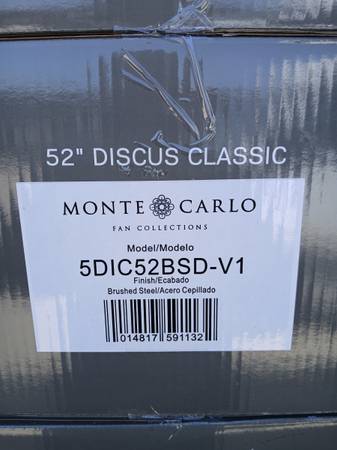 52" DISCUS CLASSIC
MONTE CARLO
FAN COLLECTIONS
Model/Modelo
5DIC52BSD-V1
Finish/Ecabado
Brushed Steel/Acero Cepillado
014817 591132